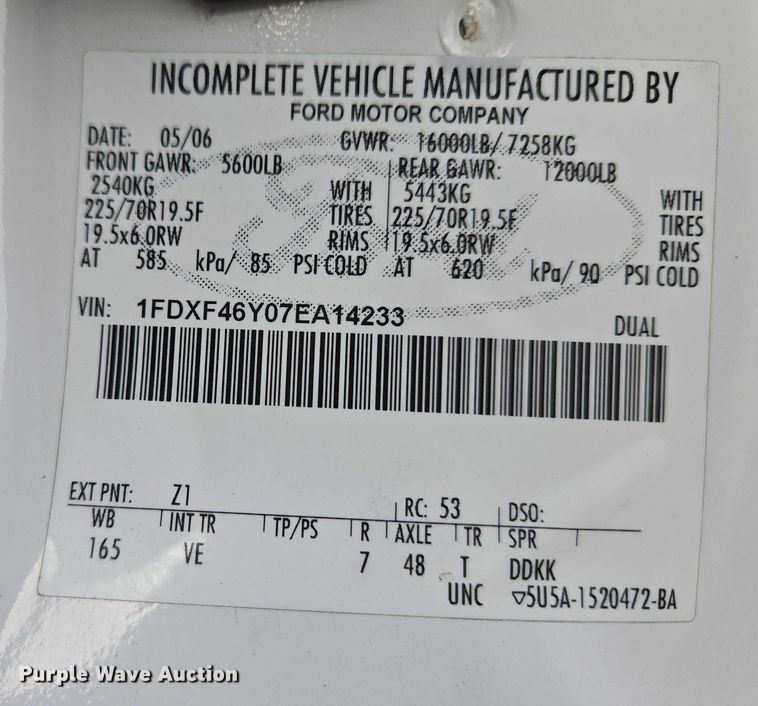 INCOMPLETE VEHICLE MANUFACTURED BY
FORD MOTOR COMPANY
DATE: 05/06 GVWR: 16000LB/ 7258KG
FRONT GAWR: 5600LB REAR GAWR: 12000LB
2540KG WITH 5443KG WITH
225/70R19.5F TIRES 225/70R19.5F TIRES
19.5x6.0RW RIMS 19.5x6.0RW RIMS
AT 585 kPa/ 85 PSI COLD AT 620 kPa/ 90 PSI COLD
VIN: 1FDXF46Y07EA14233
DUAL
EXT PNT: Z1 RC: 53 DSO:
WB INT TR TP/PS R AXLE TR SPR
165 VE 7 48 T DDKK
UNC ▽5U5A-1520472-BA
Purple Wave Auction